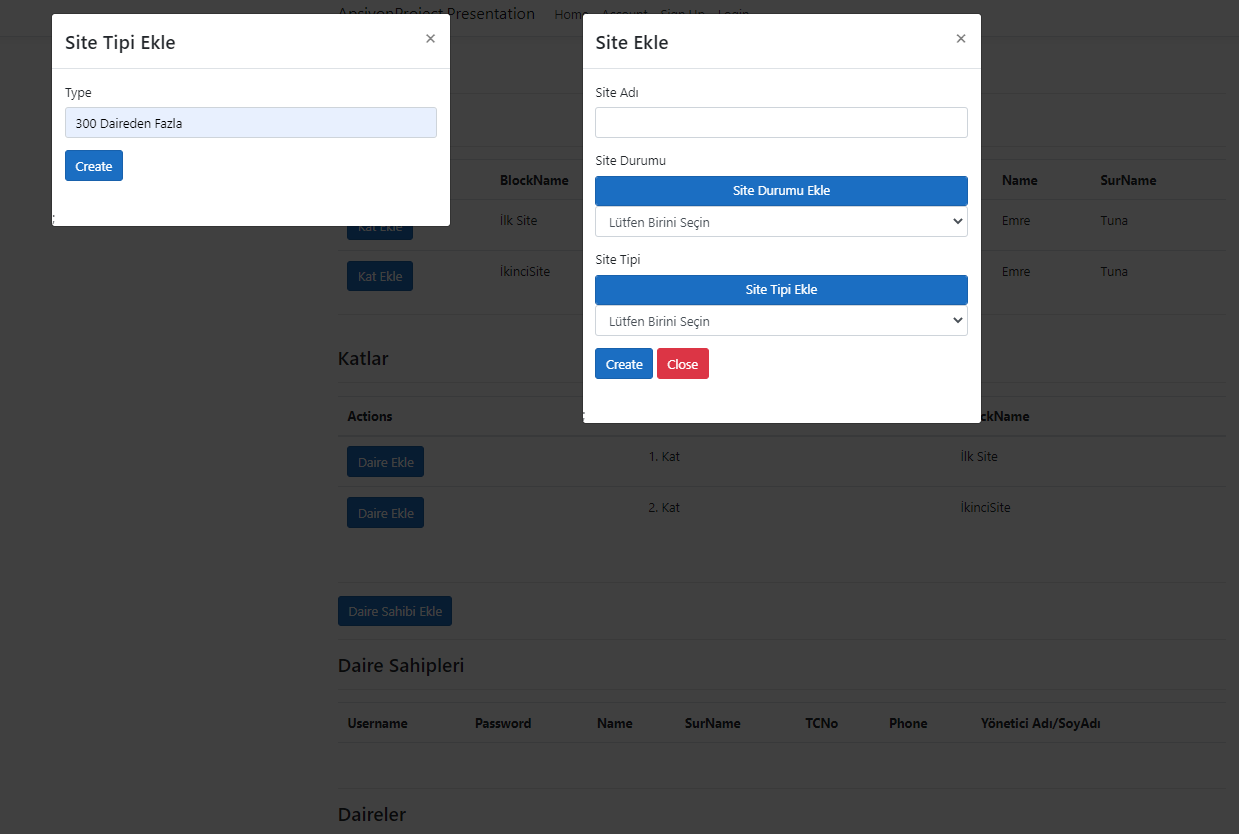 ApsiyonProject Presentation Home Account Sign Up Login
Site Tipi Ekle ×
Type
300 Daireden Fazla
Create
;
Site Ekle ×
Site Adı
Site Durumu
Site Durumu Ekle
Lütfen Birini Seçin
Site Tipi
Site Tipi Ekle
Lütfen Birini Seçin
Create Close
;
BlockName Name SurName
Kat Ekle İlk Site Emre Tuna
Kat Ekle İkinciSite Emre Tuna
Katlar
Actions ckName
Daire Ekle 1. Kat İlk Site
Daire Ekle 2. Kat İkinciSite
Daire Sahibi Ekle
Daire Sahipleri
Username Password Name SurName TCNo Phone Yönetici Adı/SoyAdı
Daireler